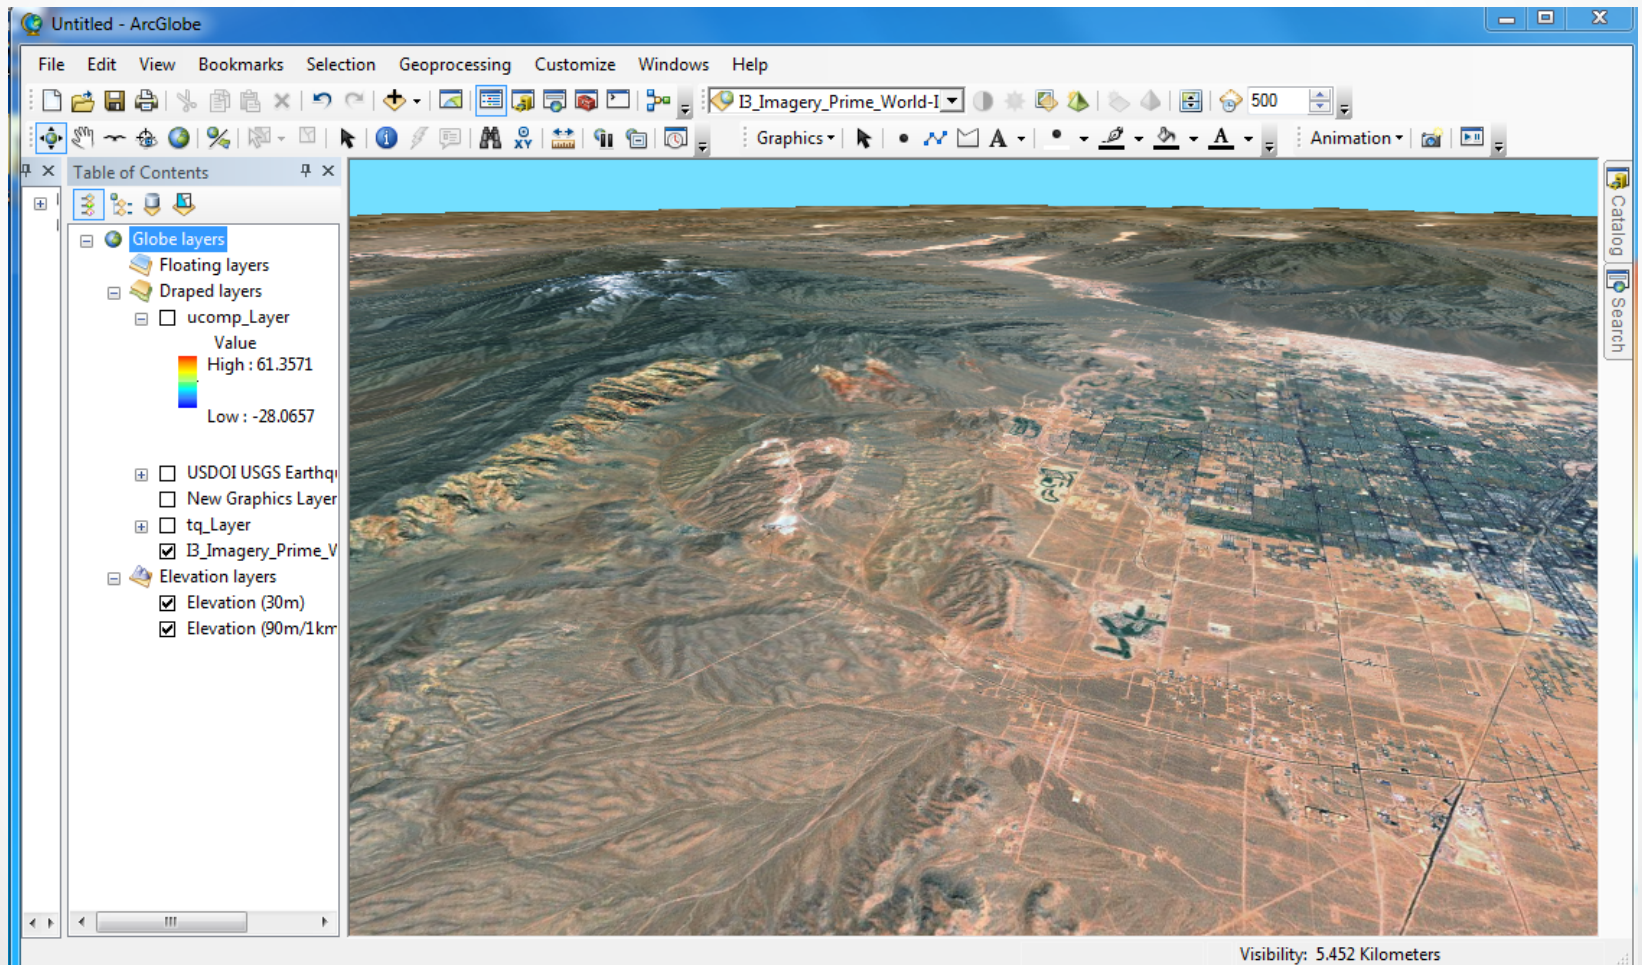 Untitled - ArcGlobe
File Edit View Bookmarks Selection Geoprocessing Customize Windows Help
I3_Imagery_Prime_World-I 500
XY Graphics A A Animation
Table of Contents
Globe layers
Floating layers
Draped layers
ucomp_Layer
Value
High : 61.3571
Low : -28.0657
USDOI USGS Earthqu
New Graphics Layer
tq_Layer
I3_Imagery_Prime_V
Elevation layers
Elevation (30m)
Elevation (90m/1km
Catalog
Search
Visibility: 5.452 Kilometers